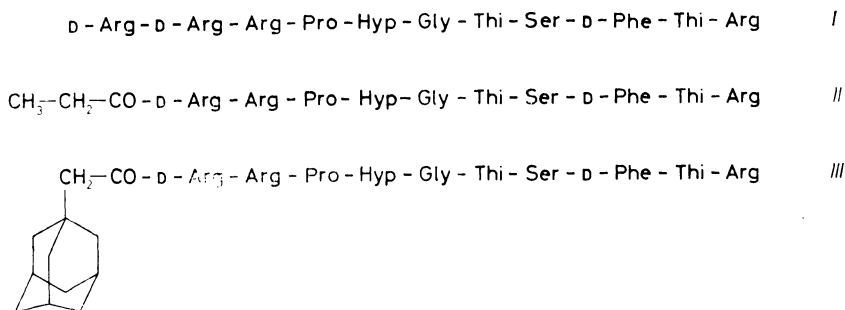 D-Arg-D-Arg-Arg-Pro-Hyp-Gly-Thi-Ser-D-Phe-Thi-Arg I
CH3-CH2-CO-D-Arg-Arg-Pro-Hyp-Gly-Thi-Ser-D-Phe-Thi-Arg II
CH2-CO-D-Arg-Arg-Pro-Hyp-Gly-Thi-Ser-D-Phe-Thi-Arg III